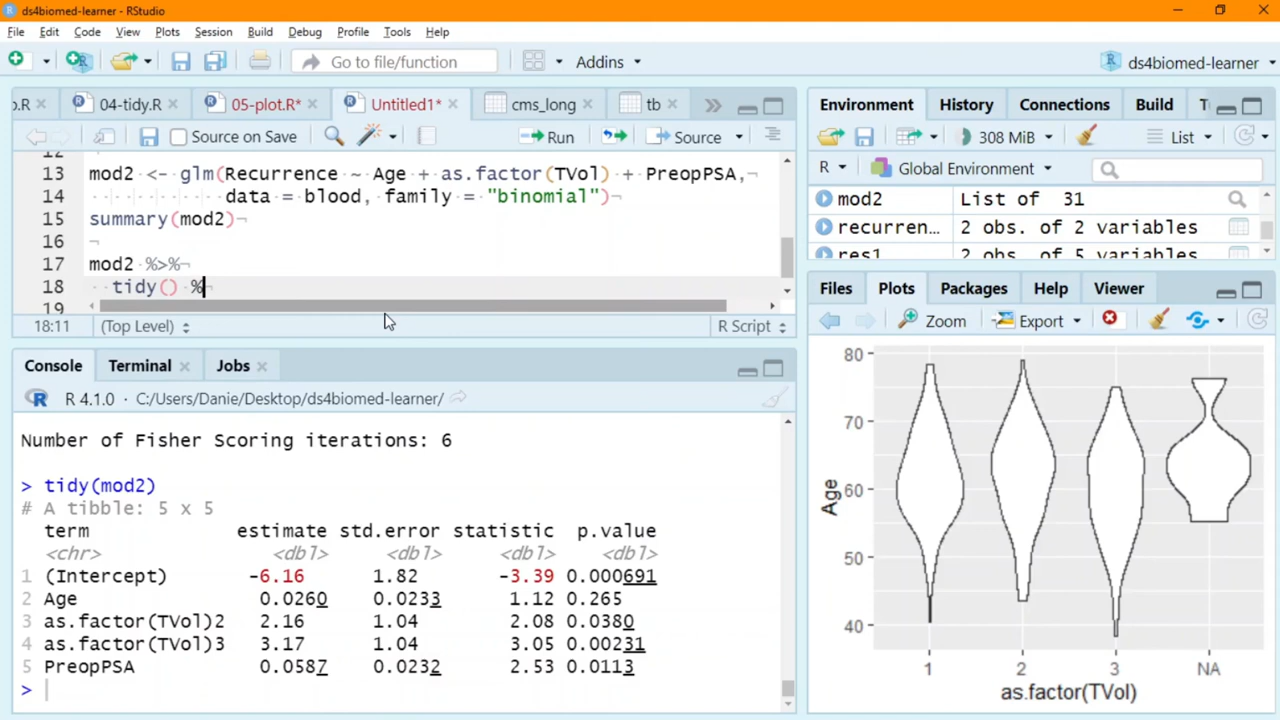 ds4biomed-learner - RStudio
File Edit Code View Plots Session Build Debug Profile Tools Help
Go to file/function Addins ds4biomed-learner
o.R 04-tidy.R 05-plot.R* Untitled1* cms_long tb
Source on Save Run Source
12
13 mod2 <- glm(Recurrence ~ Age + as.factor(TVol) + PreopPSA,
14 data = blood, family = "binomial")
15 summary(mod2)
16
17 mod2 %>%
18 tidy() %
19
18:11 (Top Level) R Script
Console Terminal Jobs
R 4.1.0 · C:/Users/Danie/Desktop/ds4biomed-learner/
Number of Fisher Scoring iterations: 6
> tidy(mod2)
# A tibble: 5 x 5
term estimate std.error statistic p.value
<chr> <dbl> <dbl> <dbl> <dbl>
1 (Intercept) -6.16 1.82 -3.39 0.000691
2 Age 0.0260 0.0233 1.12 0.265
3 as.factor(TVol)2 2.16 1.04 2.08 0.0380
4 as.factor(TVol)3 3.17 1.04 3.05 0.00231
5 PreopPSA 0.0587 0.0232 2.53 0.0113
>
Environment History Connections Build
308 MiB List
R Global Environment
mod2 List of 31
recurren... 2 obs. of 2 variables
res1 2 obs. of 5 variables
Files Plots Packages Help Viewer
Zoom Export
80
70
60
50
40
Age
1 2 3 NA
as.factor(TVol)